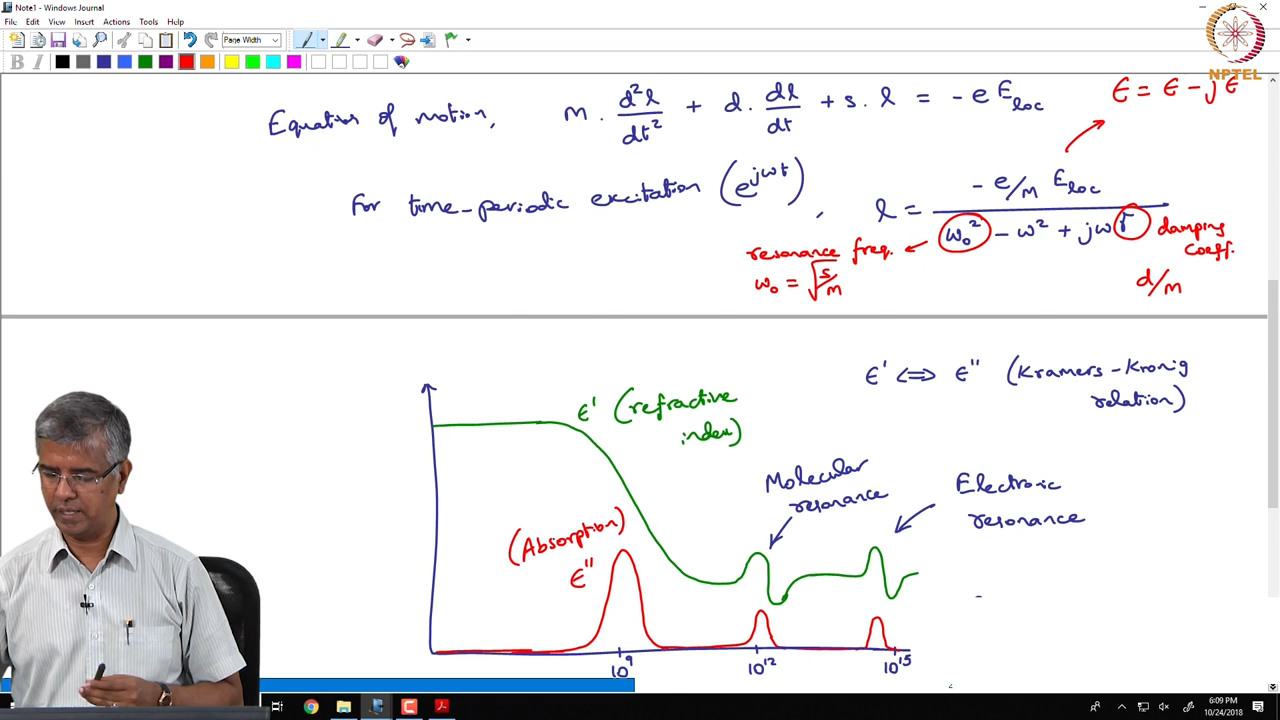 Note1 - Windows Journal
File Edit View Insert Actions Tools Help
Page Width
NPTEL
Equation of motion, m . d²l/dt² + d. dl/dt + s. l = - e E_loc
ϵ = ϵ' - j ϵ''
For time-periodic excitation (e^jωt), l = - e/m E_loc / ω₀² - ω² + jω Γ
damping coeff.
d/m
resonance freq.
ω₀ = √s/m
ϵ' ⇔ ϵ'' (Kramers-Kronig
relation)
ϵ' (refractive
index)
Molecular
resonance
Electronic
resonance
(Absorption)
ϵ''
10⁹ 10¹² 10¹⁵
6:09 PM
10/24/2018